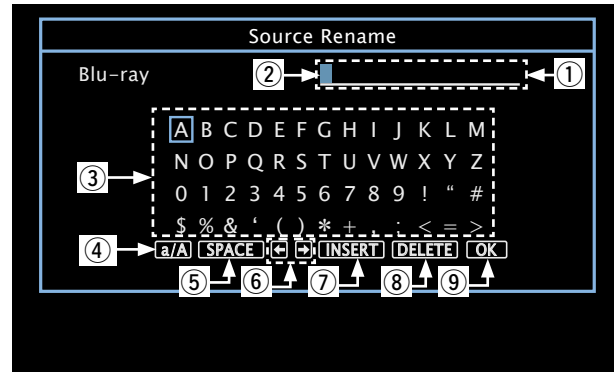 Source Rename
Blu-ray ② ①
A B C D E F G H I J K L M
N O P Q R S T U V W X Y Z
③
0 1 2 3 4 5 6 7 8 9 ! “ #
$ % & ‘ ( ) * + , : < = >
④ a/A SPACE ← → INSERT DELETE OK
⑤ ⑥ ⑦ ⑧ ⑨